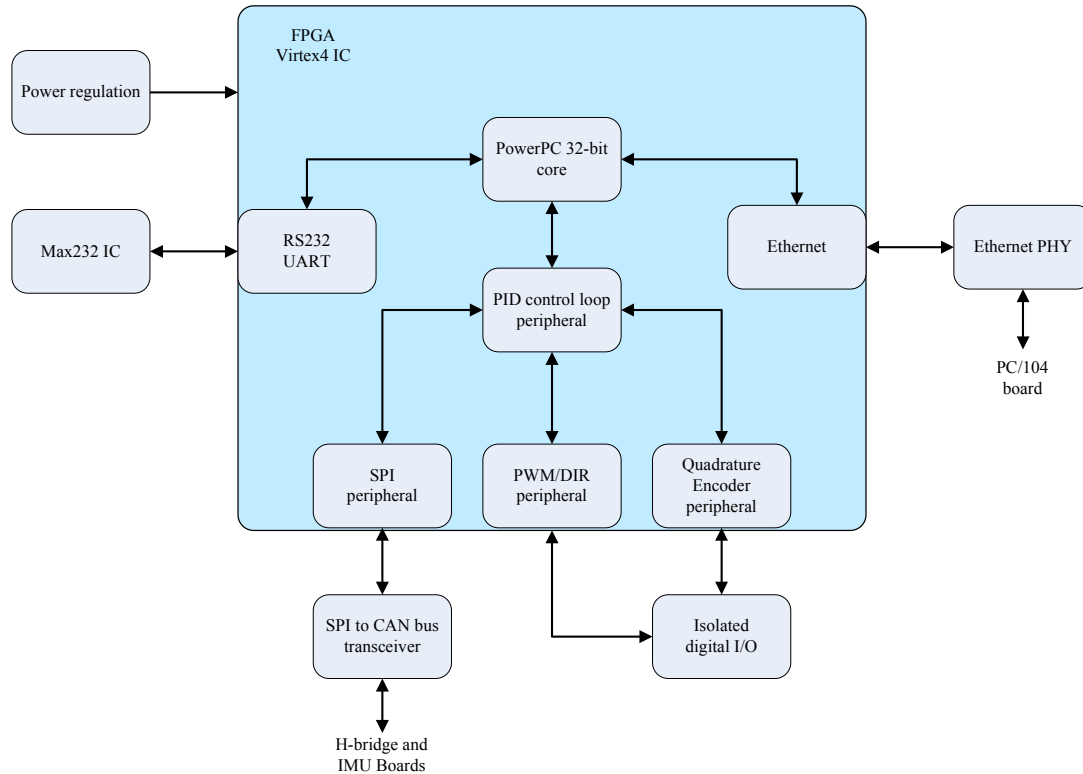 FPGA
Virtex4 IC
Power regulation
PowerPC 32-bit
core
Max232 IC
RS232
UART
Ethernet
Ethernet PHY
PID control loop
peripheral
PC/104
board
SPI
peripheral
PWM/DIR
peripheral
Quadrature
Encoder
peripheral
SPI to CAN bus
transceiver
Isolated
digital I/O
H-bridge and
IMU Boards